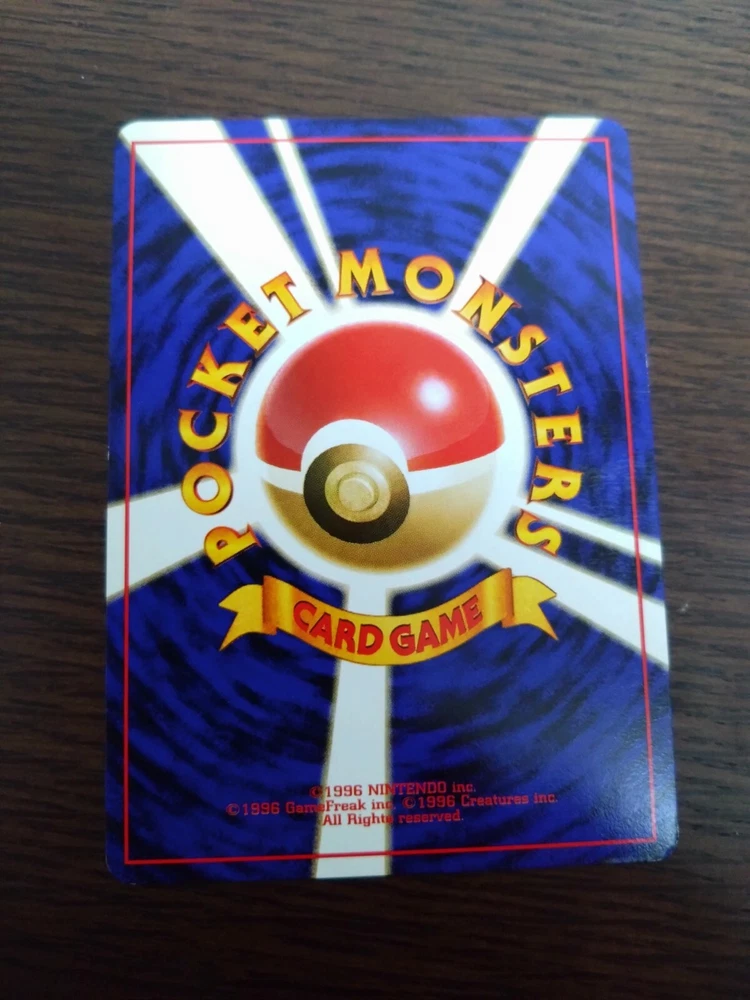 POCKET MONSTERS
CARD GAME
©1996 NINTENDO inc.
©1996 GameFreak inc. ©1996 Creatures inc.
All Rights reserved.